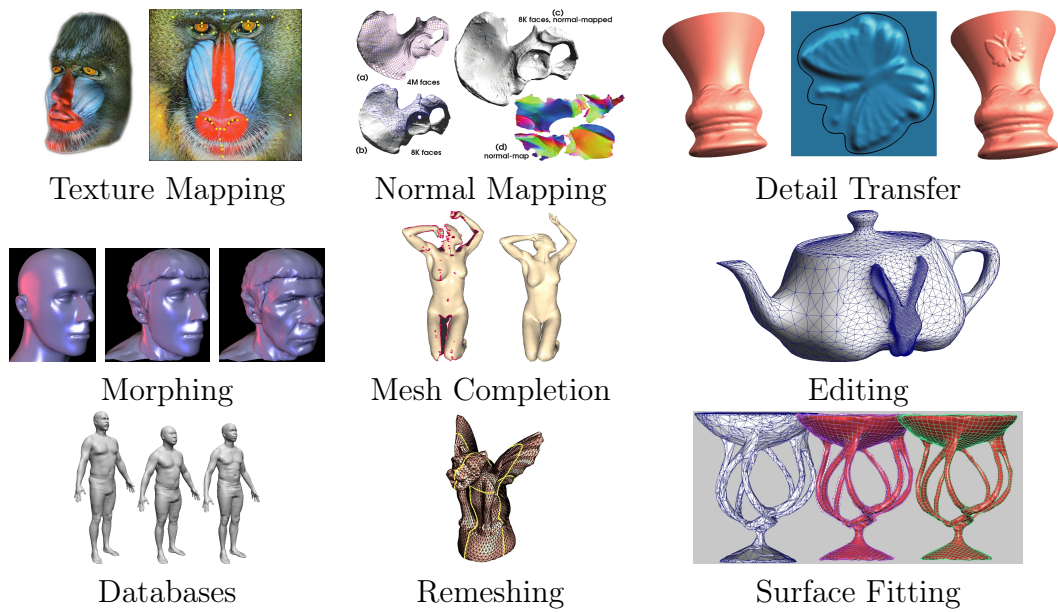 (a)
4M faces
(b)
8K faces
(c)
8K faces, normal-mapped
(d)
normal-map
Texture Mapping
Normal Mapping
Detail Transfer
Morphing
Mesh Completion
Editing
Databases
Remeshing
Surface Fitting